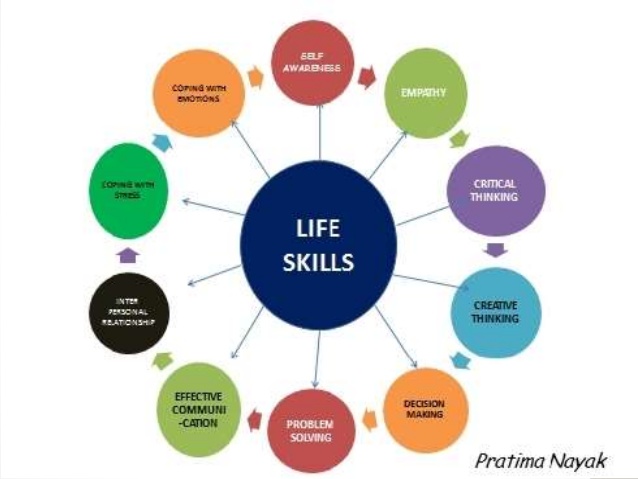 SELF
AWARENESS
EMPATHY
CRITICAL
THINKING
CREATIVE
THINKING
DECISION
MAKING
PROBLEM
SOLVING
EFFECTIVE
COMMUNI
-CATION
INTER
PERSONAL
RELATIONSHIP
COPING WITH
STRESS
COPING WITH
EMOTIONS
LIFE
SKILLS
Pratima Nayak